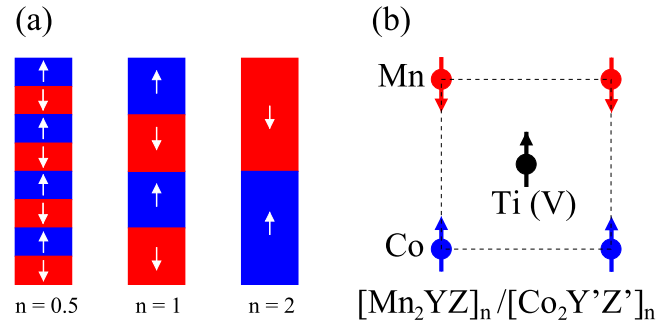 (a)
n = 0.5
n = 1
n = 2
(b)
Mn
Ti (V)
Co
[Mn₂YZ]ₙ/[Co₂Y'Z']ₙ